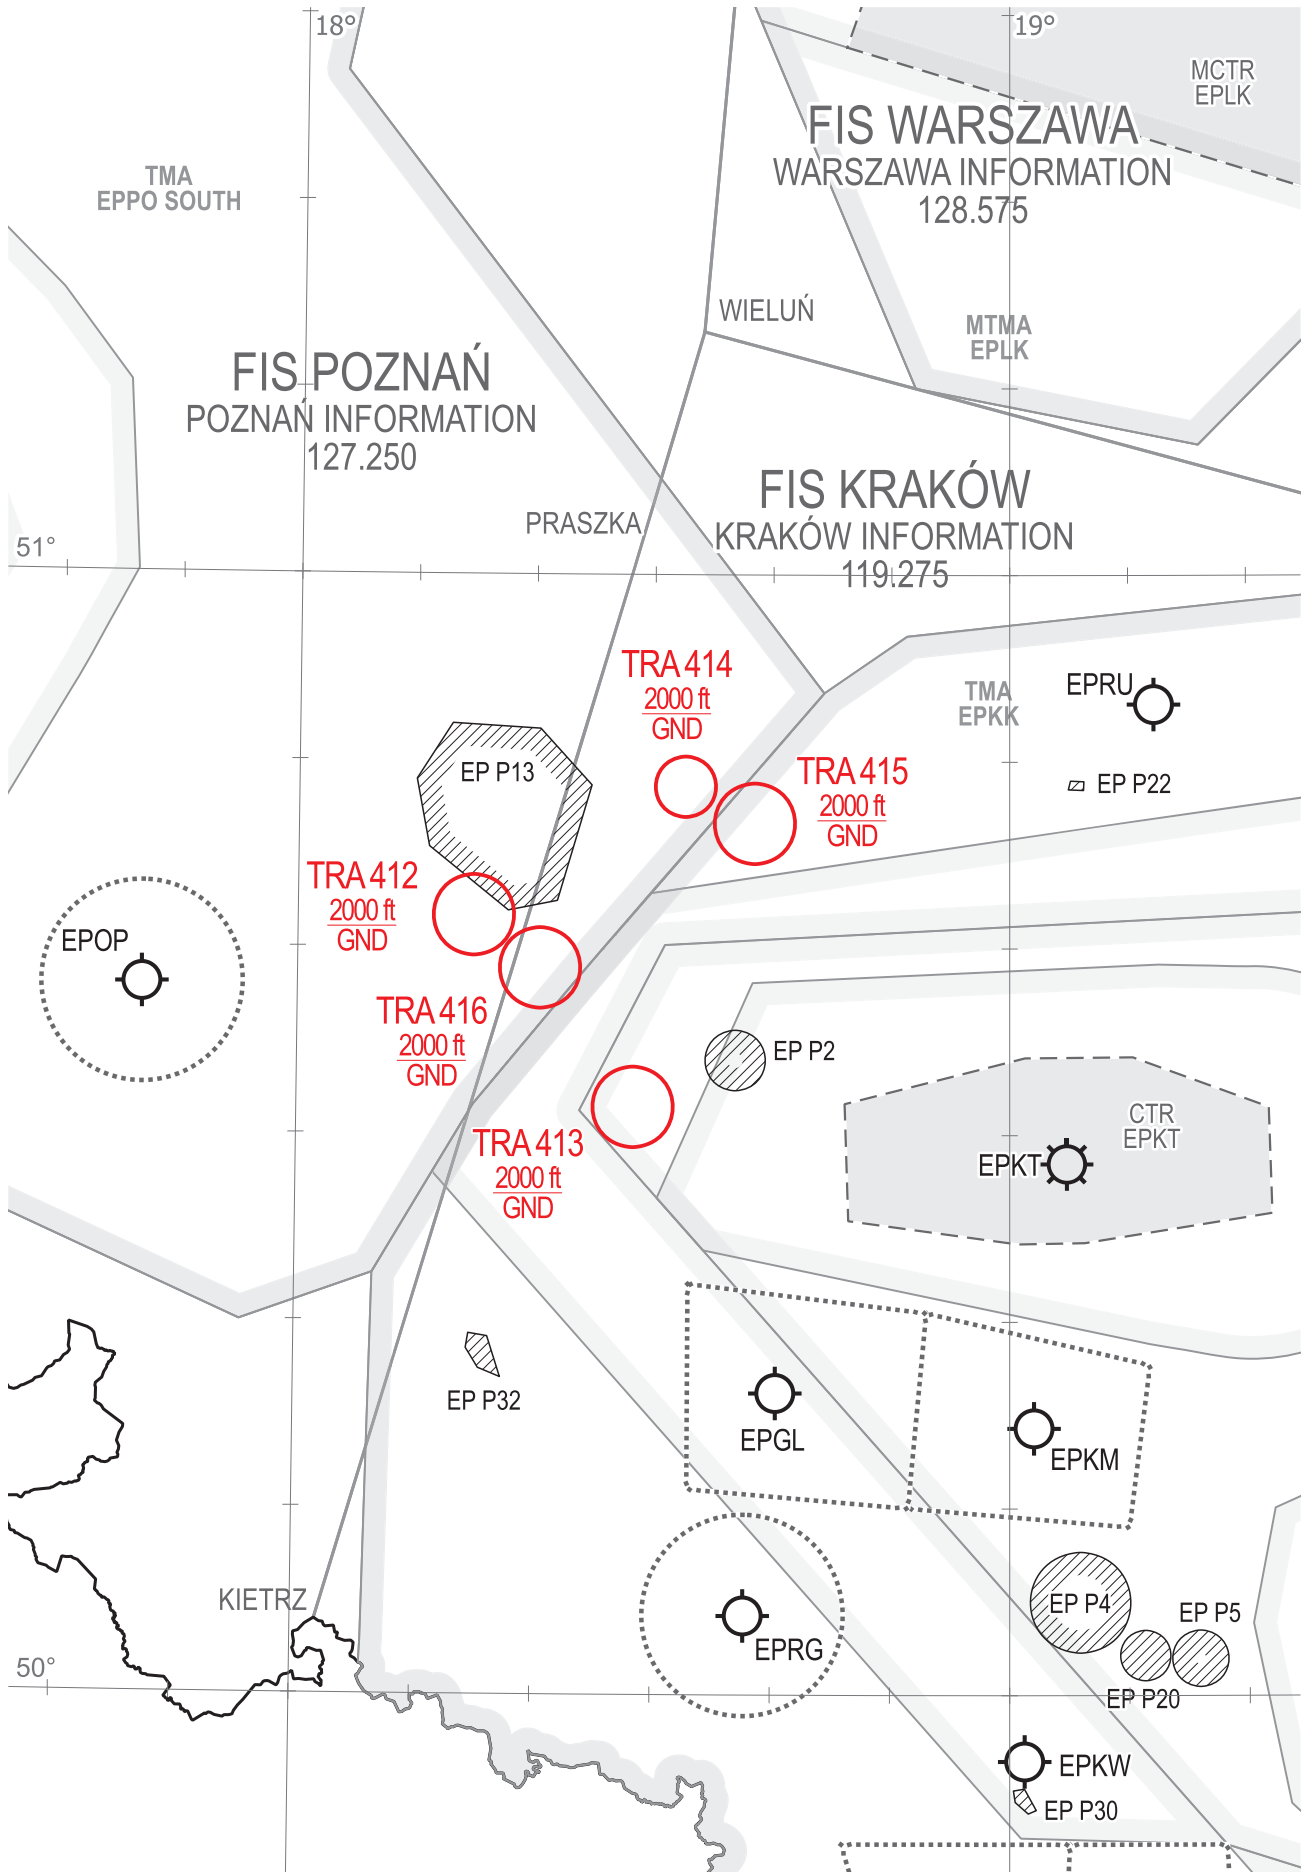 18°
19°
MCTR
EPLK
FIS WARSZAWA
WARSZAWA INFORMATION
128.575
TMA
EPPO SOUTH
WIELUŃ
MTMA
EPLK
FIS POZNAŃ
POZNAŃ INFORMATION
127.250
FIS KRAKÓW
KRAKÓW INFORMATION
119.275
PRASZKA
51°
TRA 414
2000 ft
GND
TMA
EPKK
EPRU
EP P13
TRA 415
2000 ft
GND
EP P22
TRA 412
2000 ft
GND
EPOP
TRA 416
2000 ft
GND
EP P2
TRA 413
2000 ft
GND
CTR
EPKT
EPKT
EP P32
EPGL
EPKM
KIETRZ
EP P4
EP P5
EPRG
50°
EP P20
EPKW
EP P30